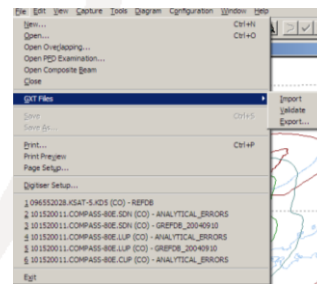 File Edit View Capture Tools Diagram Configuration Window Help
New... Ctrl+N
Open... Ctrl+O
Open Overlapping...
Open PED Examination...
Open Composite Beam
Close
GXT Files
Import
Validate
Export...
Save Ctrl+S
Save As...
Print... Ctrl+P
Print Preview
Page Setup...
Digitiser Setup...
1 096552028.KSAT-5.KD5 (CO) - REFDB
2 101520011.COMPASS-80E.SDN (CO) - ANALYTICAL_ERRORS
3 101520011.COMPASS-80E.SDN (CO) - GREFDB_20040910
4 101520011.COMPASS-80E.LUP (CO) - ANALYTICAL_ERRORS
5 101520011.COMPASS-80E.LUP (CO) - GREFDB_20040910
6 101520011.COMPASS-80E.CUP (CO) - ANALYTICAL_ERRORS
Exit